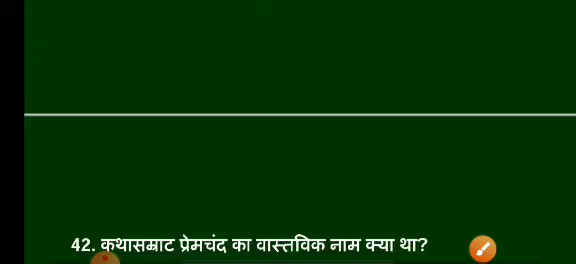 42. कथासम्राट प्रेमचंद का वास्तविक नाम क्या था?